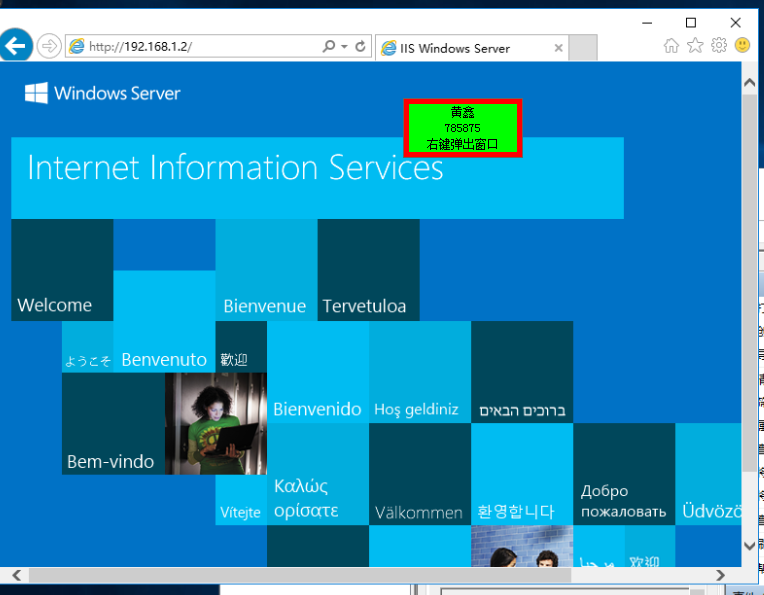 http://192.168.1.2/
IIS Windows Server
Windows Server
黄鑫
785875
右键弹出窗口
Internet Information Services
Welcome
Bienvenue
Tervetuloa
ようこそ
Benvenuto
歡迎
Bienvenido
Hoş geldiniz
ברוכים הבאים
Bem-vindo
Vítejte
Καλώς
ορίσατε
Välkommen
환영합니다
Добро
пожаловать
Üdvözö
مرحبا
欢迎